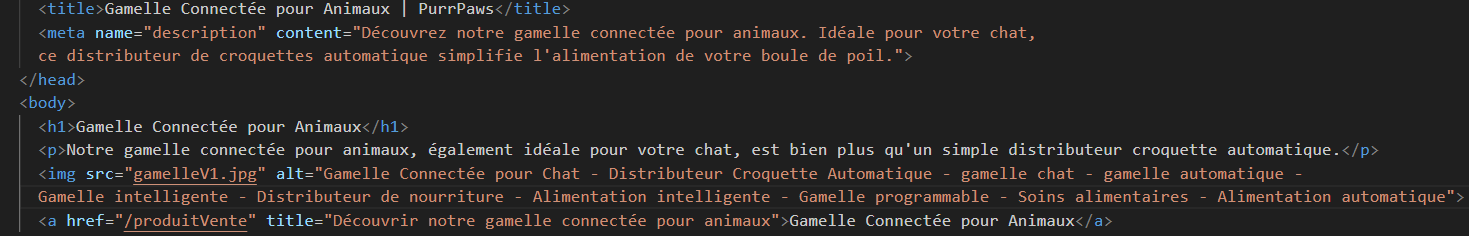 <title>Gamelle Connectée pour Animaux | PurrPaws</title>
<meta name="description" content="Découvrez notre gamelle connectée pour animaux. Idéale pour votre chat,
ce distributeur de croquettes automatique simplifie l'alimentation de votre boule de poil.">
</head>
<body>
<h1>Gamelle Connectée pour Animaux</h1>
<p>Notre gamelle connectée pour animaux, également idéale pour votre chat, est bien plus qu'un simple distributeur croquette automatique.</p>
<img src="gamelleV1.jpg" alt="Gamelle Connectée pour Chat - Distributeur Croquette Automatique - gamelle chat - gamelle automatique -
Gamelle intelligente - Distributeur de nourriture - Alimentation intelligente - Gamelle programmable - Soins alimentaires - Alimentation automatique">
<a href="/produitVente" title="Découvrir notre gamelle connectée pour animaux">Gamelle Connectée pour Animaux</a>